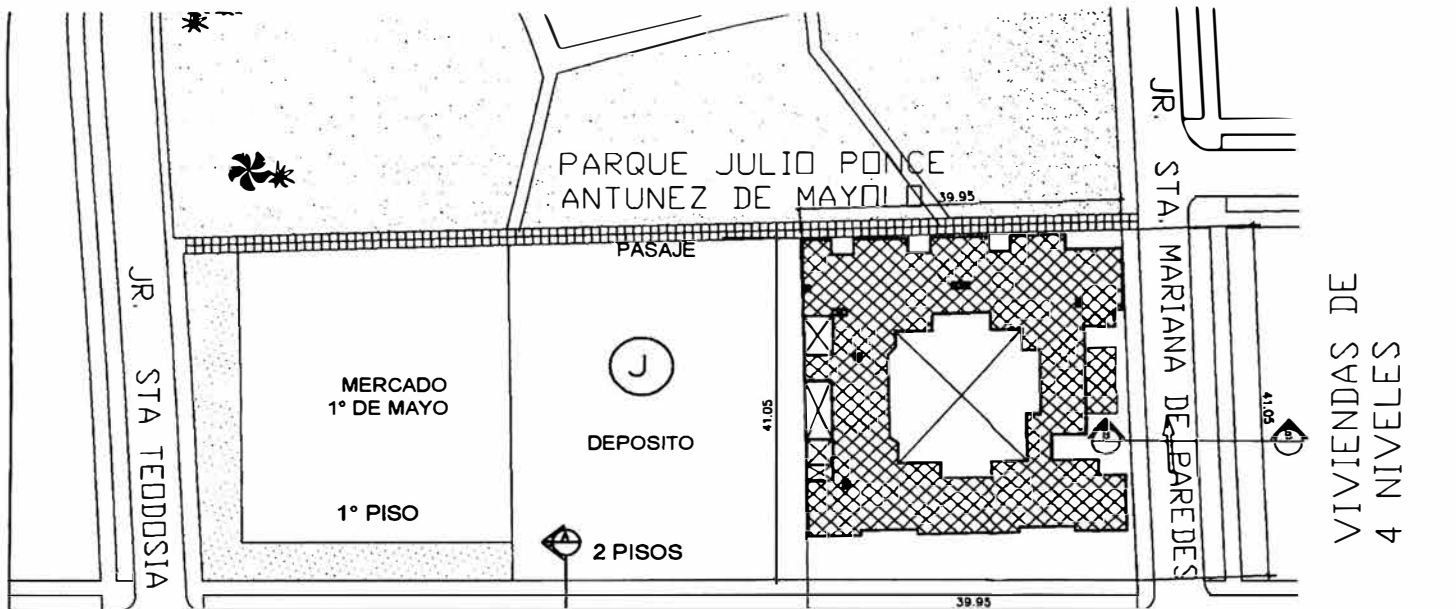 PARQUE JULIO PONCE
ANTUNEZ DE MAYOLO
39.95
PASAJE
JR. STA TEODOSIA
MERCADO
1° DE MAYO
1° PISO
J
DEPOSITO
2 PISOS
A
41.05
39.95
JR. STA. MARIANA DE PAREDES
41.05
VIVIENDAS DE
4 NIVELES